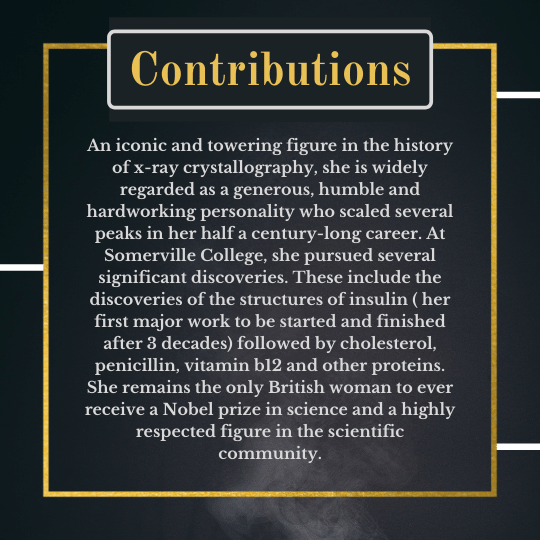 Contributions
An iconic and towering figure in the history
of x-ray crystallography, she is widely
regarded as a generous, humble and
hardworking personality who scaled several
peaks in her half a century-long career. At
Somerville College, she pursued several
significant discoveries. These include the
discoveries of the structures of insulin ( her
first major work to be started and finished
after 3 decades) followed by cholesterol,
penicillin, vitamin b12 and other proteins.
She remains the only British woman to ever
receive a Nobel prize in science and a highly
respected figure in the scientific
community.